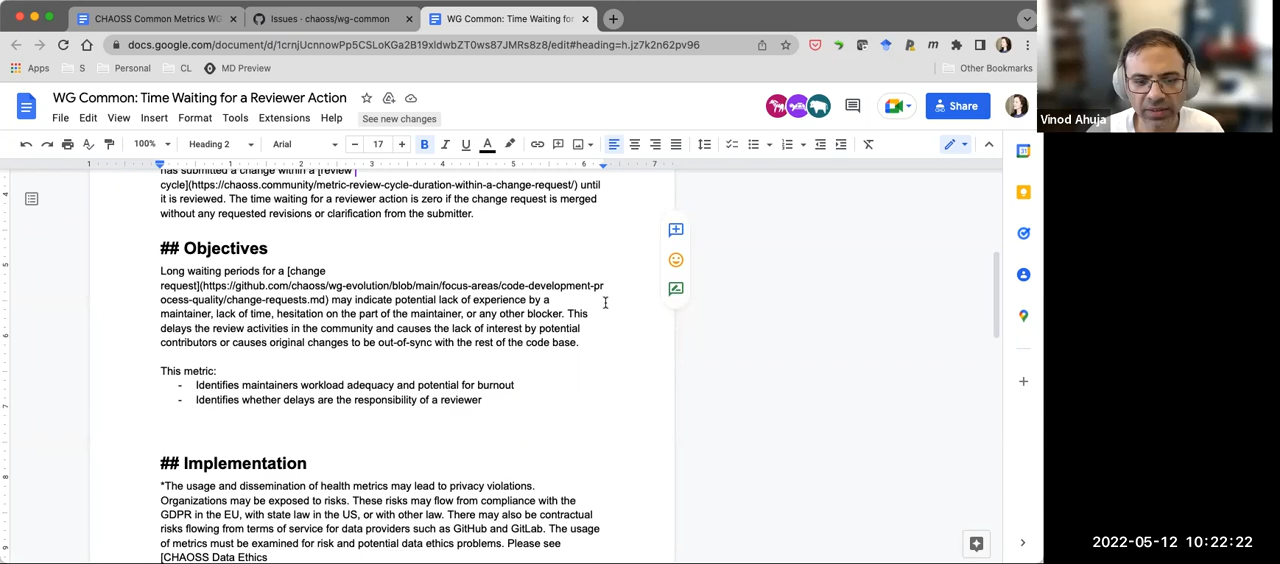 CHAOSS Common Metrics WG
Issues · chaoss/wg-common
WG Common: Time Waiting for
docs.google.com/document/d/1crnjUcnnowPp5CSLoKGa2B19xldwbZT0ws87JMRs8z8/edit#heading=h.jz7k2n62pv96
Apps
S
Personal
CL
MD Preview
Other Bookmarks
WG Common: Time Waiting for a Reviewer Action
File Edit View Insert Format Tools Extensions Help
See new changes
Share
100%
Heading 2
Arial
17
has submitted a change within a [review
cycle](https://chaoss.community/metric-review-cycle-duration-within-a-change-request/) until
it is reviewed. The time waiting for a reviewer action is zero if the change request is merged
without any requested revisions or clarification from the submitter.
## Objectives
Long waiting periods for a [change
request](https://github.com/chaoss/wg-evolution/blob/main/focus-areas/code-development-pr
ocess-quality/change-requests.md) may indicate potential lack of experience by a
maintainer, lack of time, hesitation on the part of the maintainer, or any other blocker. This
delays the review activities in the community and causes the lack of interest by potential
contributors or causes original changes to be out-of-sync with the rest of the code base.
This metric:
- Identifies maintainers workload adequacy and potential for burnout
- Identifies whether delays are the responsibility of a reviewer
## Implementation
*The usage and dissemination of health metrics may lead to privacy violations.
Organizations may be exposed to risks. These risks may flow from compliance with the
GDPR in the EU, with state law in the US, or with other law. There may also be contractual
risks flowing from terms of service for data providers such as GitHub and GitLab. The usage
of metrics must be examined for risk and potential data ethics problems. Please see
[CHAOSS Data Ethics
Vinod Ahuja
2022-05-12 10:22:22